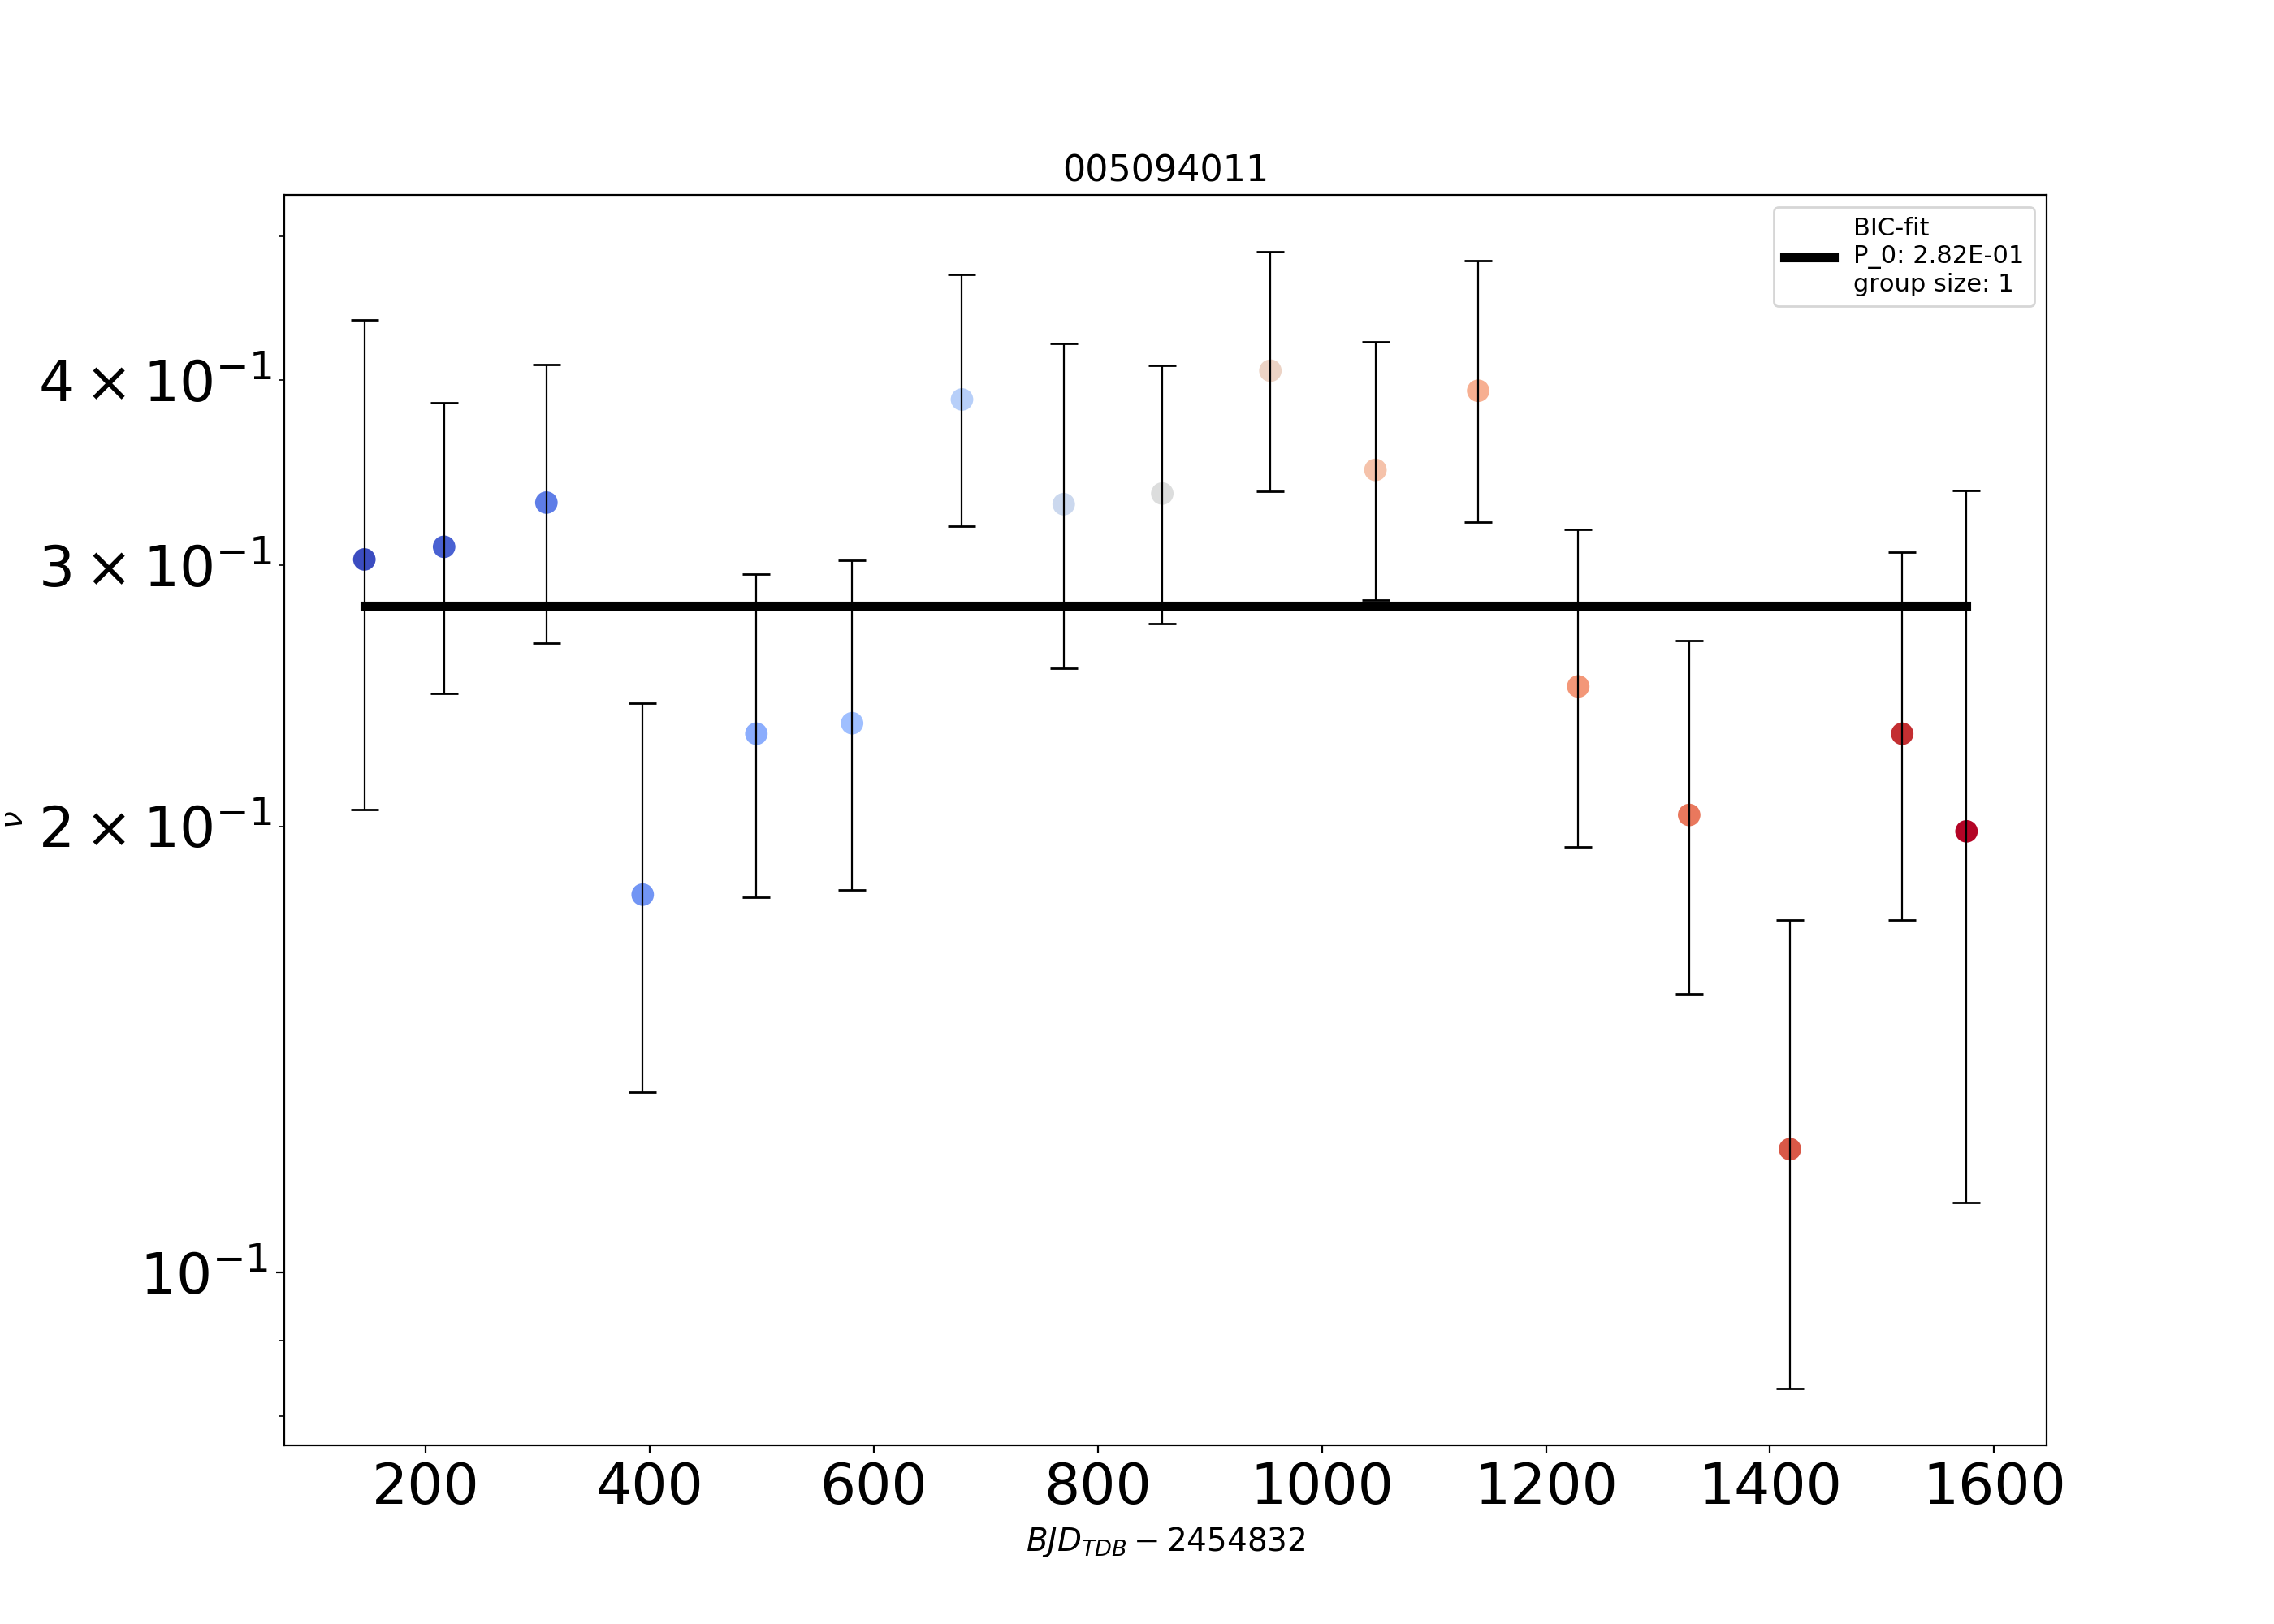 005094011
BIC-fit
P_0: 2.82E-01
group size: 1
4 × 10⁻¹
3 × 10⁻¹
2 × 10⁻¹
10⁻¹
ν
200 400 600 800 1000 1200 1400 1600
BJD_TDB − 2454832